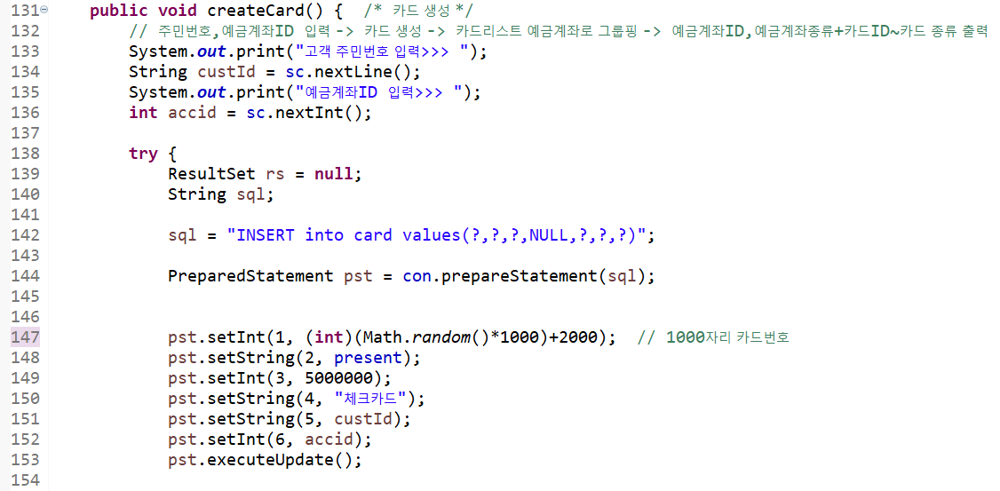 131 public void createCard() {  /* 카드 생성 */
132 // 주민번호,예금계좌ID 입력 -> 카드 생성 -> 카드리스트 예금계좌로 그룹핑 -> 예금계좌ID,예금계좌종류+카드ID~카드 종류 출력
133 System.out.print("고객 주민번호 입력>>> ");
134 String custId = sc.nextLine();
135 System.out.print("예금계좌ID 입력>>> ");
136 int accid = sc.nextInt();
137
138 try {
139 ResultSet rs = null;
140 String sql;
141
142 sql = "INSERT into card values(?,?,?,NULL,?,?,?)";
143
144 PreparedStatement pst = con.prepareStatement(sql);
145
146
147 pst.setInt(1, (int)(Math.random()*1000)+2000);  // 1000자리 카드번호
148 pst.setString(2, present);
149 pst.setInt(3, 5000000);
150 pst.setString(4, "체크카드");
151 pst.setString(5, custId);
152 pst.setInt(6, accid);
153 pst.executeUpdate();
154